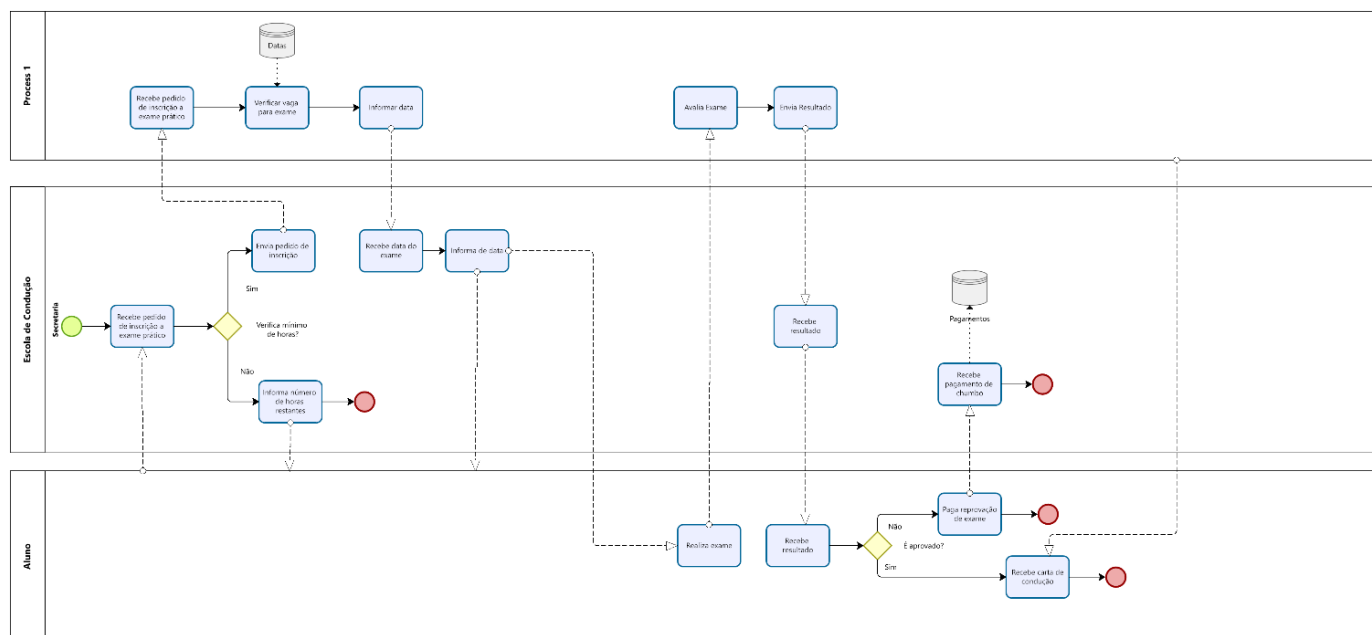 Process 1
Datas
Recebe pedido
de inscrição a
exame prático
Verificar vaga
para exame
Informar data
Avalia Exame
Envia Resultado
Escola de Condução
Secretaria
Envia pedido de
inscrição
Recebe data do
exame
Informa de data
Sim
Recebe pedido
de inscrição a
exame prático
Verifica mínimo
de horas?
Não
Informa número
de horas
restantes
Recebe
resultado
Pagamentos
Recebe
pagamento de
chumbo
Aluno
Realiza exame
Recebe
resultado
Não
É aprovado?
Sim
Paga reprovação
de exame
Recebe carta de
condução